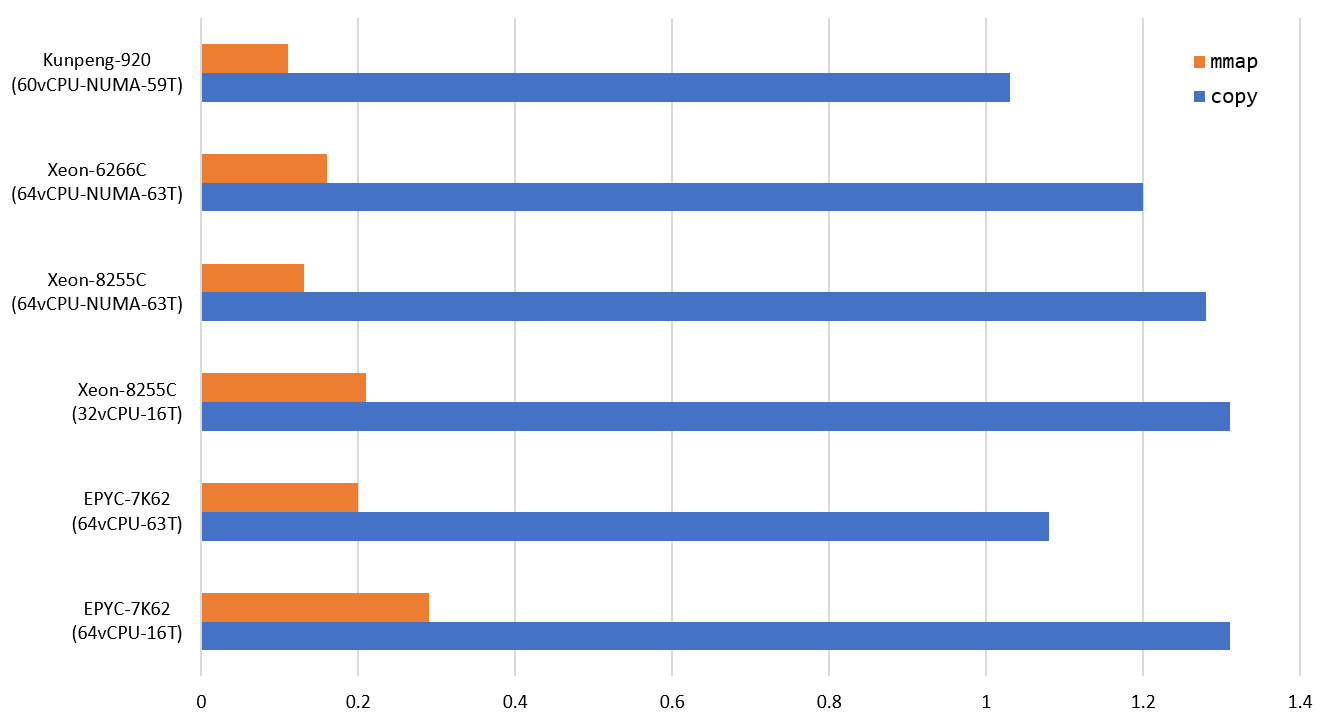 Kunpeng-920
(60vCPU-NUMA-59T)
Xeon-6266C
(64vCPU-NUMA-63T)
Xeon-8255C
(64vCPU-NUMA-63T)
Xeon-8255C
(32vCPU-16T)
EPYC-7K62
(64vCPU-63T)
EPYC-7K62
(64vCPU-16T)
mmap
copy
0 0.2 0.4 0.6 0.8 1 1.2 1.4